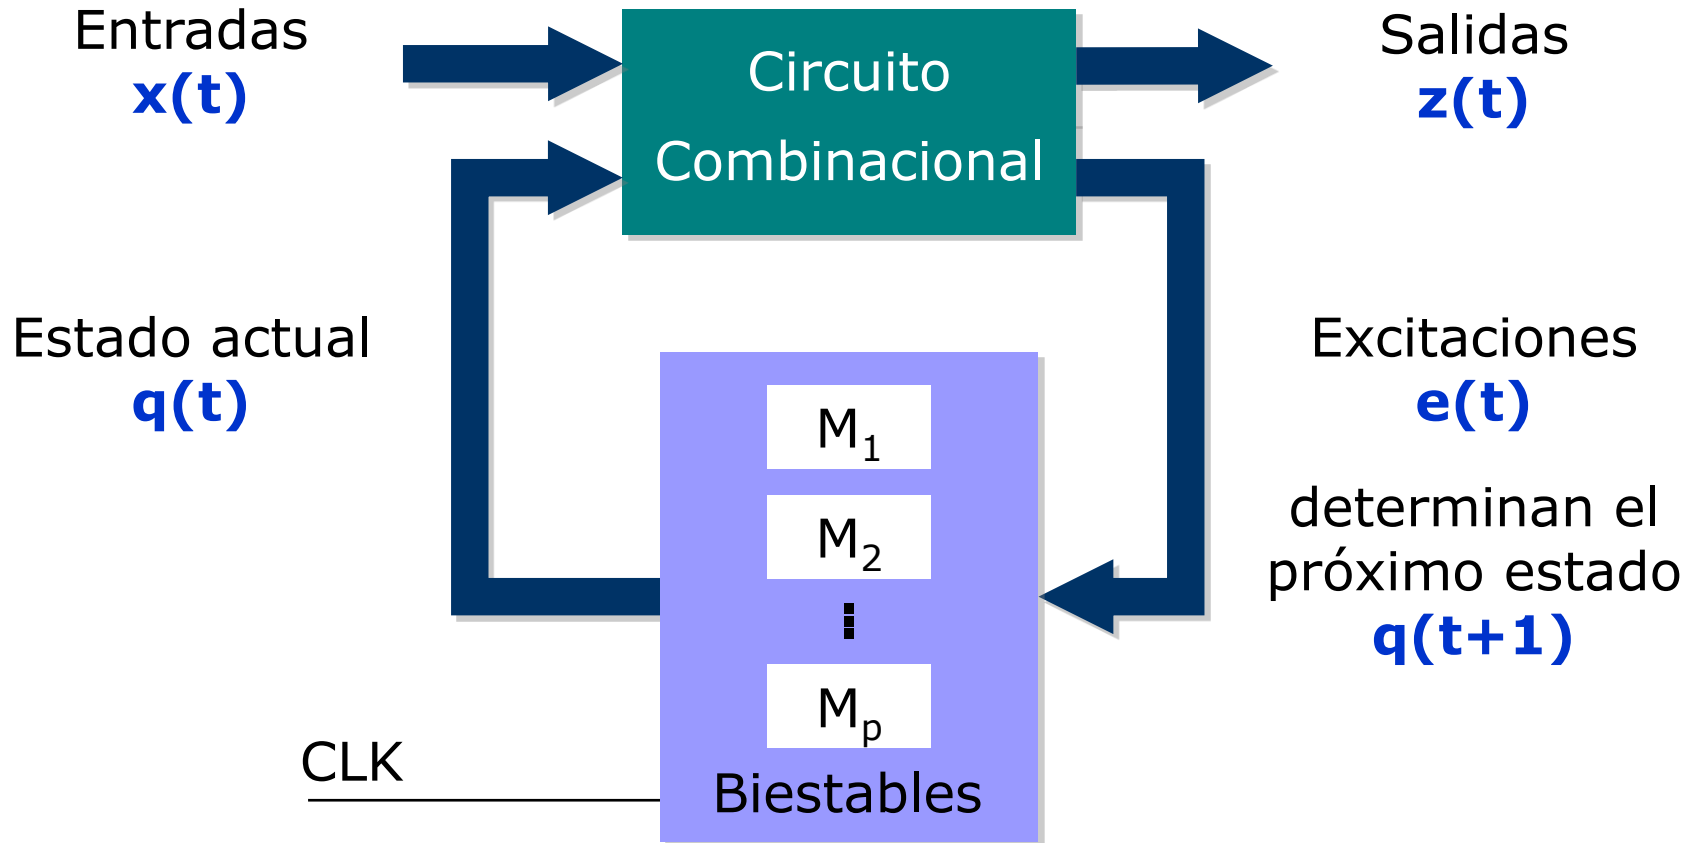 Entradas
x(t)
Circuito
Combinacional
Salidas
z(t)
Estado actual
q(t)
Excitaciones
e(t)
determinan el
próximo estado
q(t+1)
M₁
M₂
Mₚ
Biestables
CLK